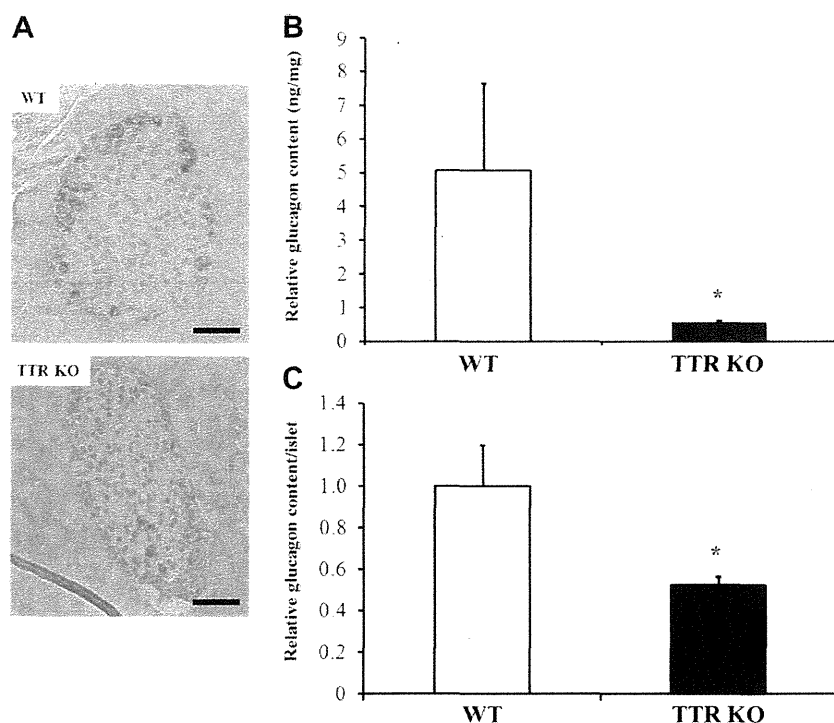 A
WT
TTR KO
B
Relative glucagon content (ng/mg)
9
8
7
6
5
4
3
2
1
0
*
WT TTR KO
C
Relative glucagon content/islet
1.4
1.2
1.0
0.8
0.6
0.4
0.2
0
*
WT TTR KO